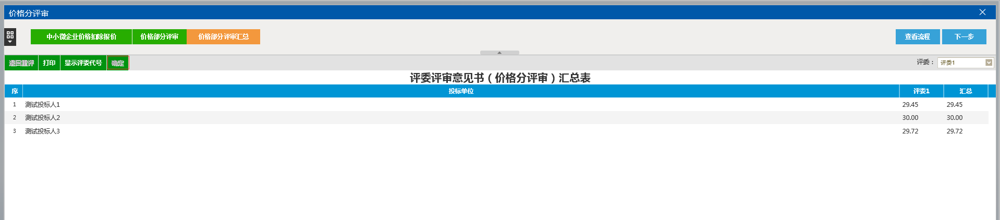 价格分评审
中小微企业价格扣除报价 价格部分评审 价格部分评审汇总 查看流程 下一步
退回重评 打印 显示评委代号 确定 评委： 评委1
评委评审意见书（价格分评审）汇总表
序 投标单位 评委1 汇总
1 测试投标人1 29.45 29.45
2 测试投标人2 30.00 30.00
3 测试投标人3 29.72 29.72